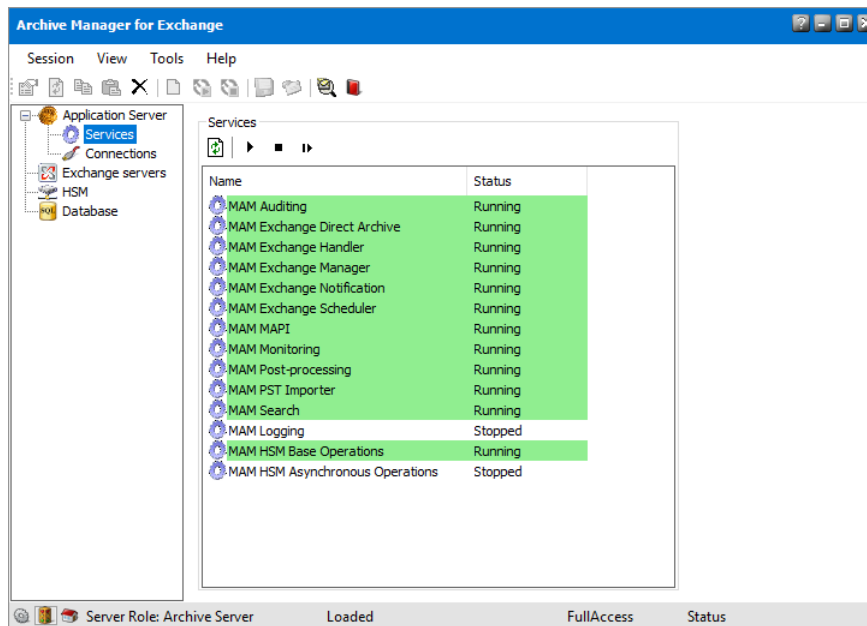 Archive Manager for Exchange
Session View Tools Help
Application Server
Services
Connections
Exchange servers
HSM
SQL Database
Services
Name Status
MAM Auditing Running
MAM Exchange Direct Archive Running
MAM Exchange Handler Running
MAM Exchange Manager Running
MAM Exchange Notification Running
MAM Exchange Scheduler Running
MAM MAPI Running
MAM Monitoring Running
MAM Post-processing Running
MAM PST Importer Running
MAM Search Running
MAM Logging Stopped
MAM HSM Base Operations Running
MAM HSM Asynchronous Operations Stopped
Server Role: Archive Server Loaded FullAccess Status